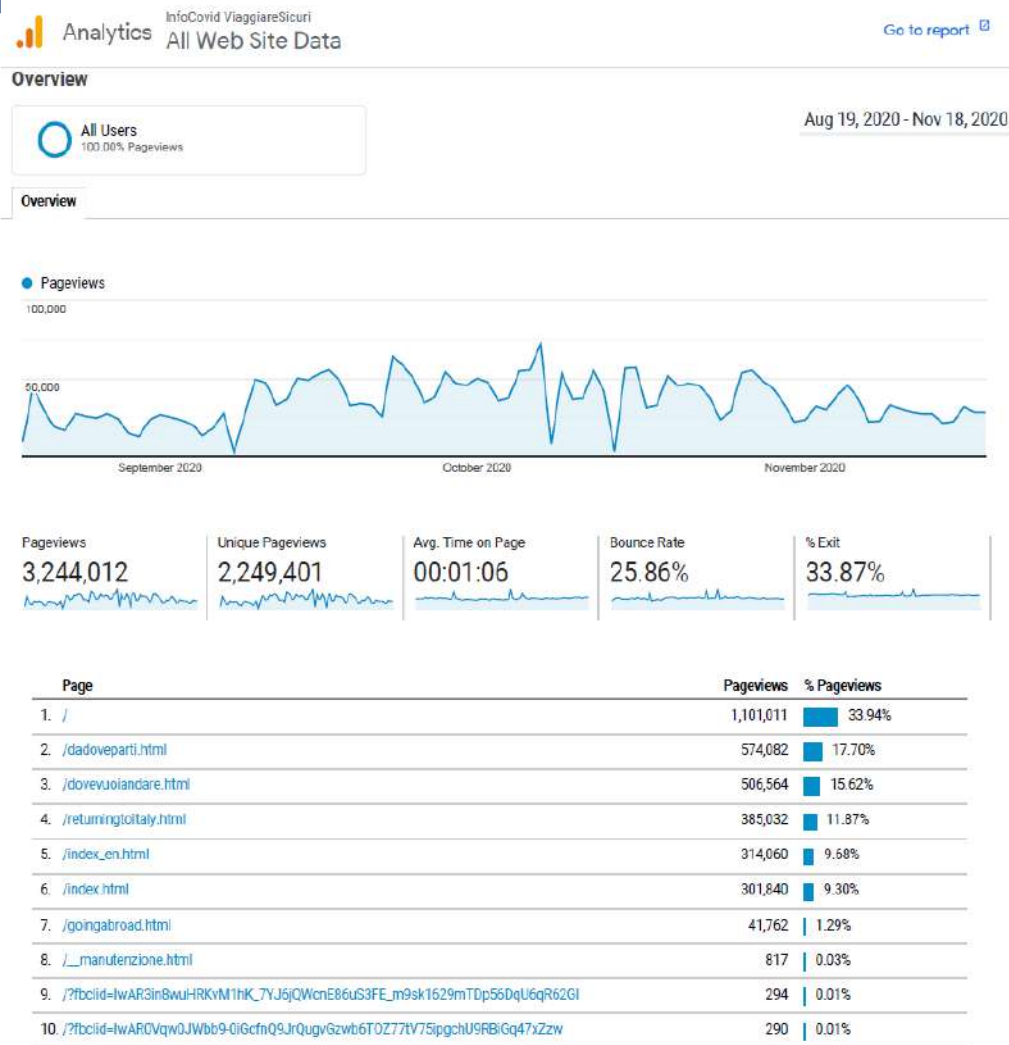 InfoCovid ViaggiareSicuri
Analytics All Web Site Data
Go to report
Overview
All Users
100.00% Pageviews
Aug 19, 2020 - Nov 18, 2020
Overview
Pageviews
100,000
50,000
September 2020 October 2020 November 2020
Pageviews Unique Pageviews Avg. Time on Page Bounce Rate % Exit
3,244,012 2,249,401 00:01:06 25.86% 33.87%
Page Pageviews % Pageviews
1. / 1,101,011 33.94%
2. /dadoveparti.html 574,082 17.70%
3. /dovevuoiandare.html 506,564 15.62%
4. /returningtoitaly.html 385,032 11.87%
5. /index_en.html 314,060 9.68%
6. /index.html 301,840 9.30%
7. /goingabroad.html 41,762 1.29%
8. /__manutenzione.html 817 0.03%
9. /?fbclid=IwAR3in8wuHRKvM1hK_7YJ6jQWcnE86uS3FE_m9sk1629mTDp56DqU6qR62GI 294 0.01%
10. /?fbclid=IwAR0Vqw0JWbb9-0iGcfnQ9JrQugvGzwb6TOZ77tV75ipgchU9RBiGq47xZzw 290 0.01%